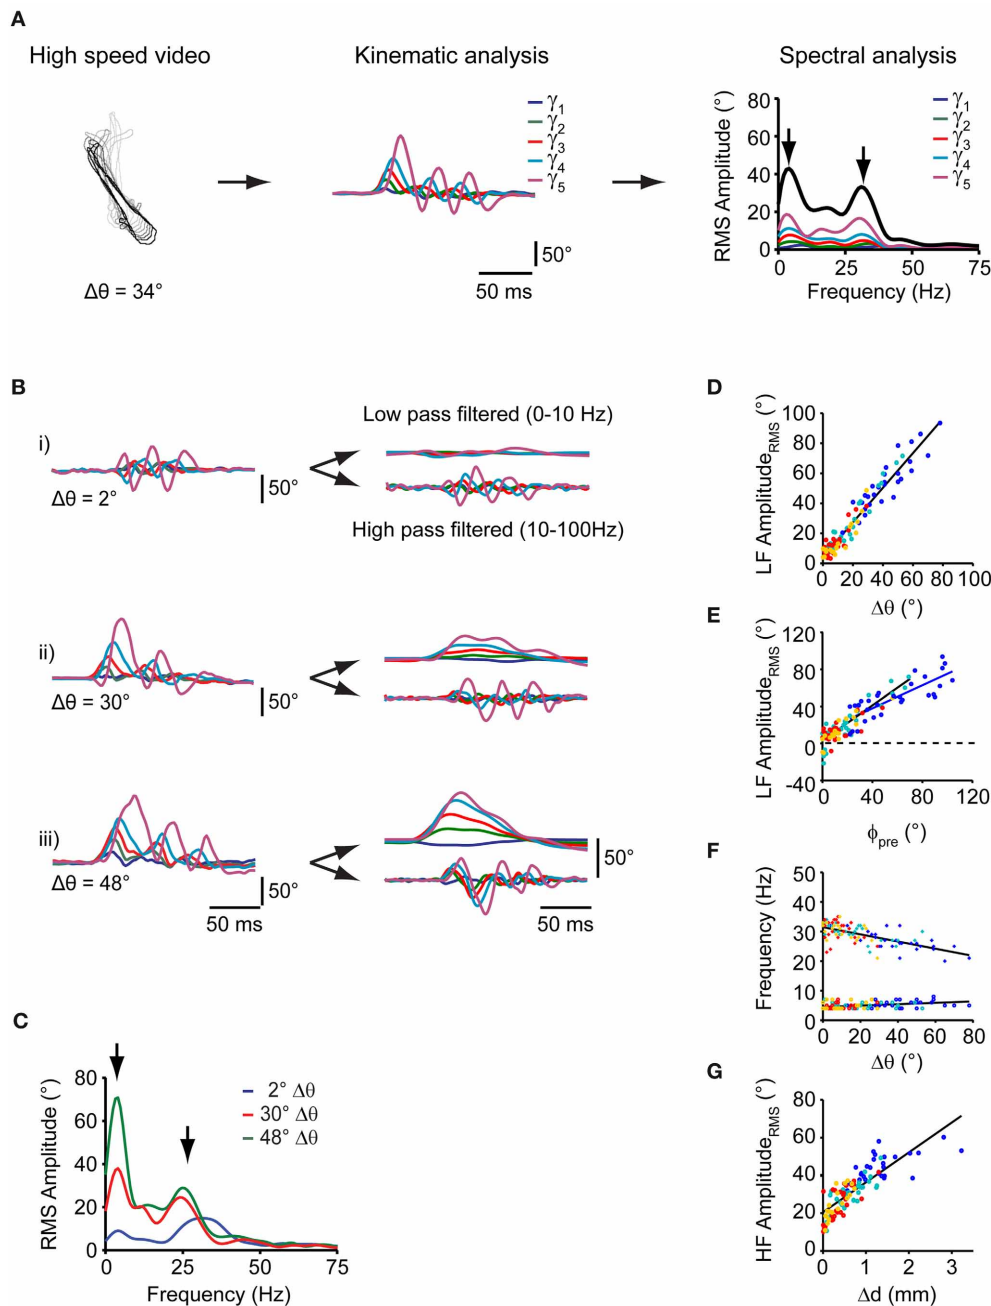 A
High speed video
Kinematic analysis
Spectral analysis
Δθ = 34°
γ1
γ2
γ3
γ4
γ5
50°
50 ms
RMS Amplitude (°)
80
60
40
20
0
0 25 50 75
Frequency (Hz)
γ1
γ2
γ3
γ4
γ5
B
i)
Δθ = 2°
50°
Low pass filtered (0-10 Hz)
High pass filtered (10-100Hz)
ii)
Δθ = 30°
50°
iii)
Δθ = 48°
50°
50 ms
50°
50 ms
C
RMS Amplitude (°)
80
60
40
20
0
0 25 50 75
Frequency (Hz)
2° Δθ
30° Δθ
48° Δθ
D
LF AmplitudeRMS (°)
100
80
60
40
20
0
0 20 40 60 80 100
Δθ (°)
E
LF AmplitudeRMS (°)
120
80
40
0
-40
0 40 80 120
ϕpre (°)
F
Frequency (Hz)
50
40
30
20
10
0
0 20 40 60 80
Δθ (°)
G
HF AmplitudeRMS (°)
80
60
40
20
0
0 1 2 3
Δd (mm)